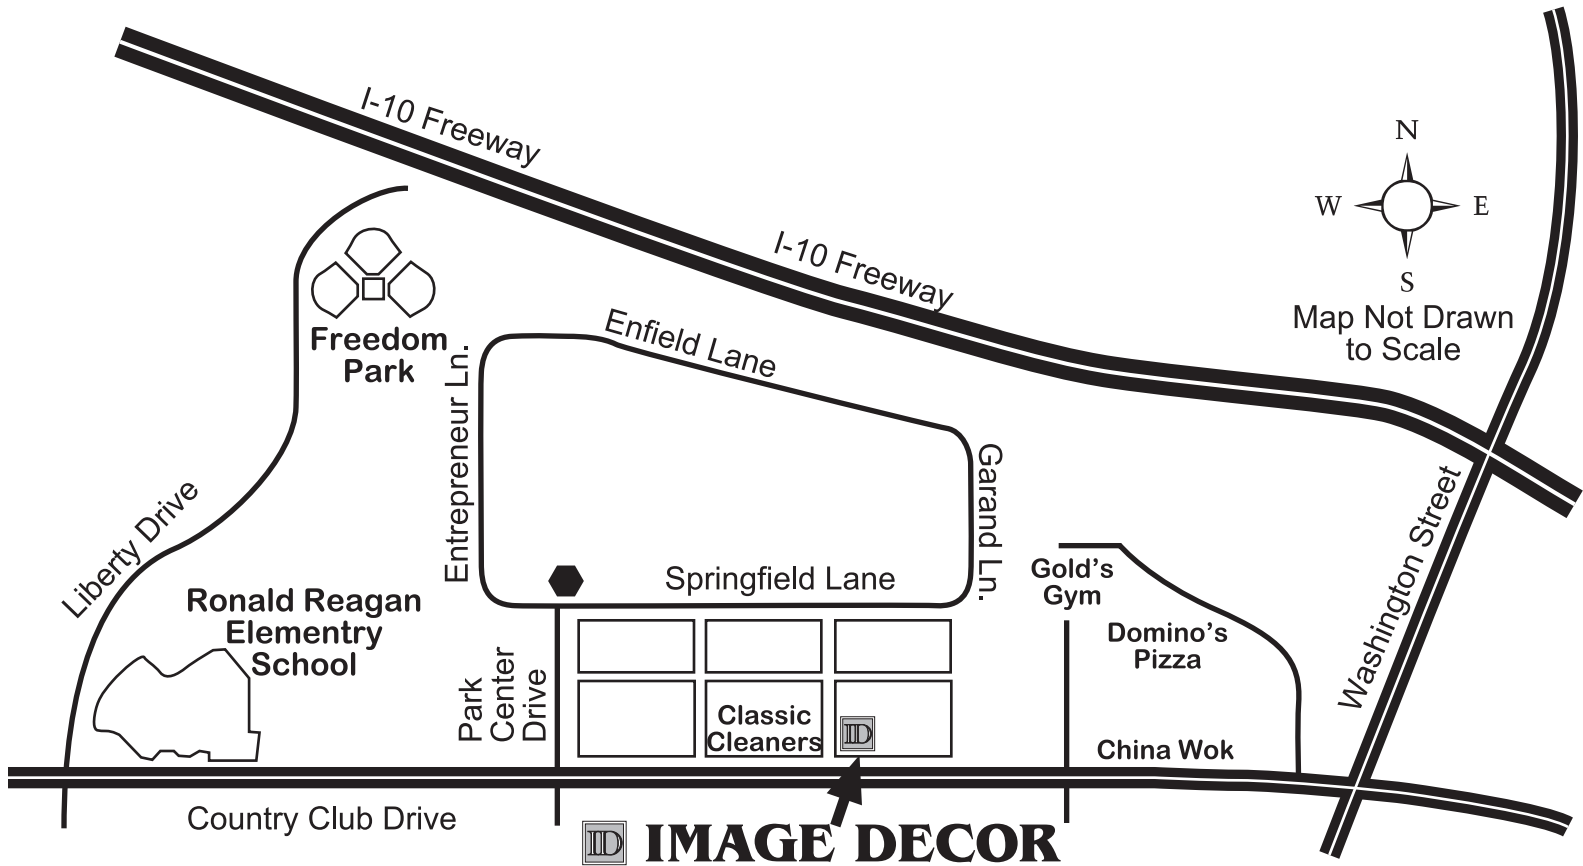 I-10 Freeway
I-10 Freeway
N
W
E
S
Map Not Drawn
to Scale
Freedom
Park
Enfield Lane
Entrepreneur Ln.
Garand Ln.
Liberty Drive
Washington Street
Springfield Lane
Gold's
Gym
Ronald Reagan
Elementry
School
Domino's
Pizza
Park
Center
Drive
Classic
Cleaners
ID
China Wok
Country Club Drive
ID IMAGE DECOR